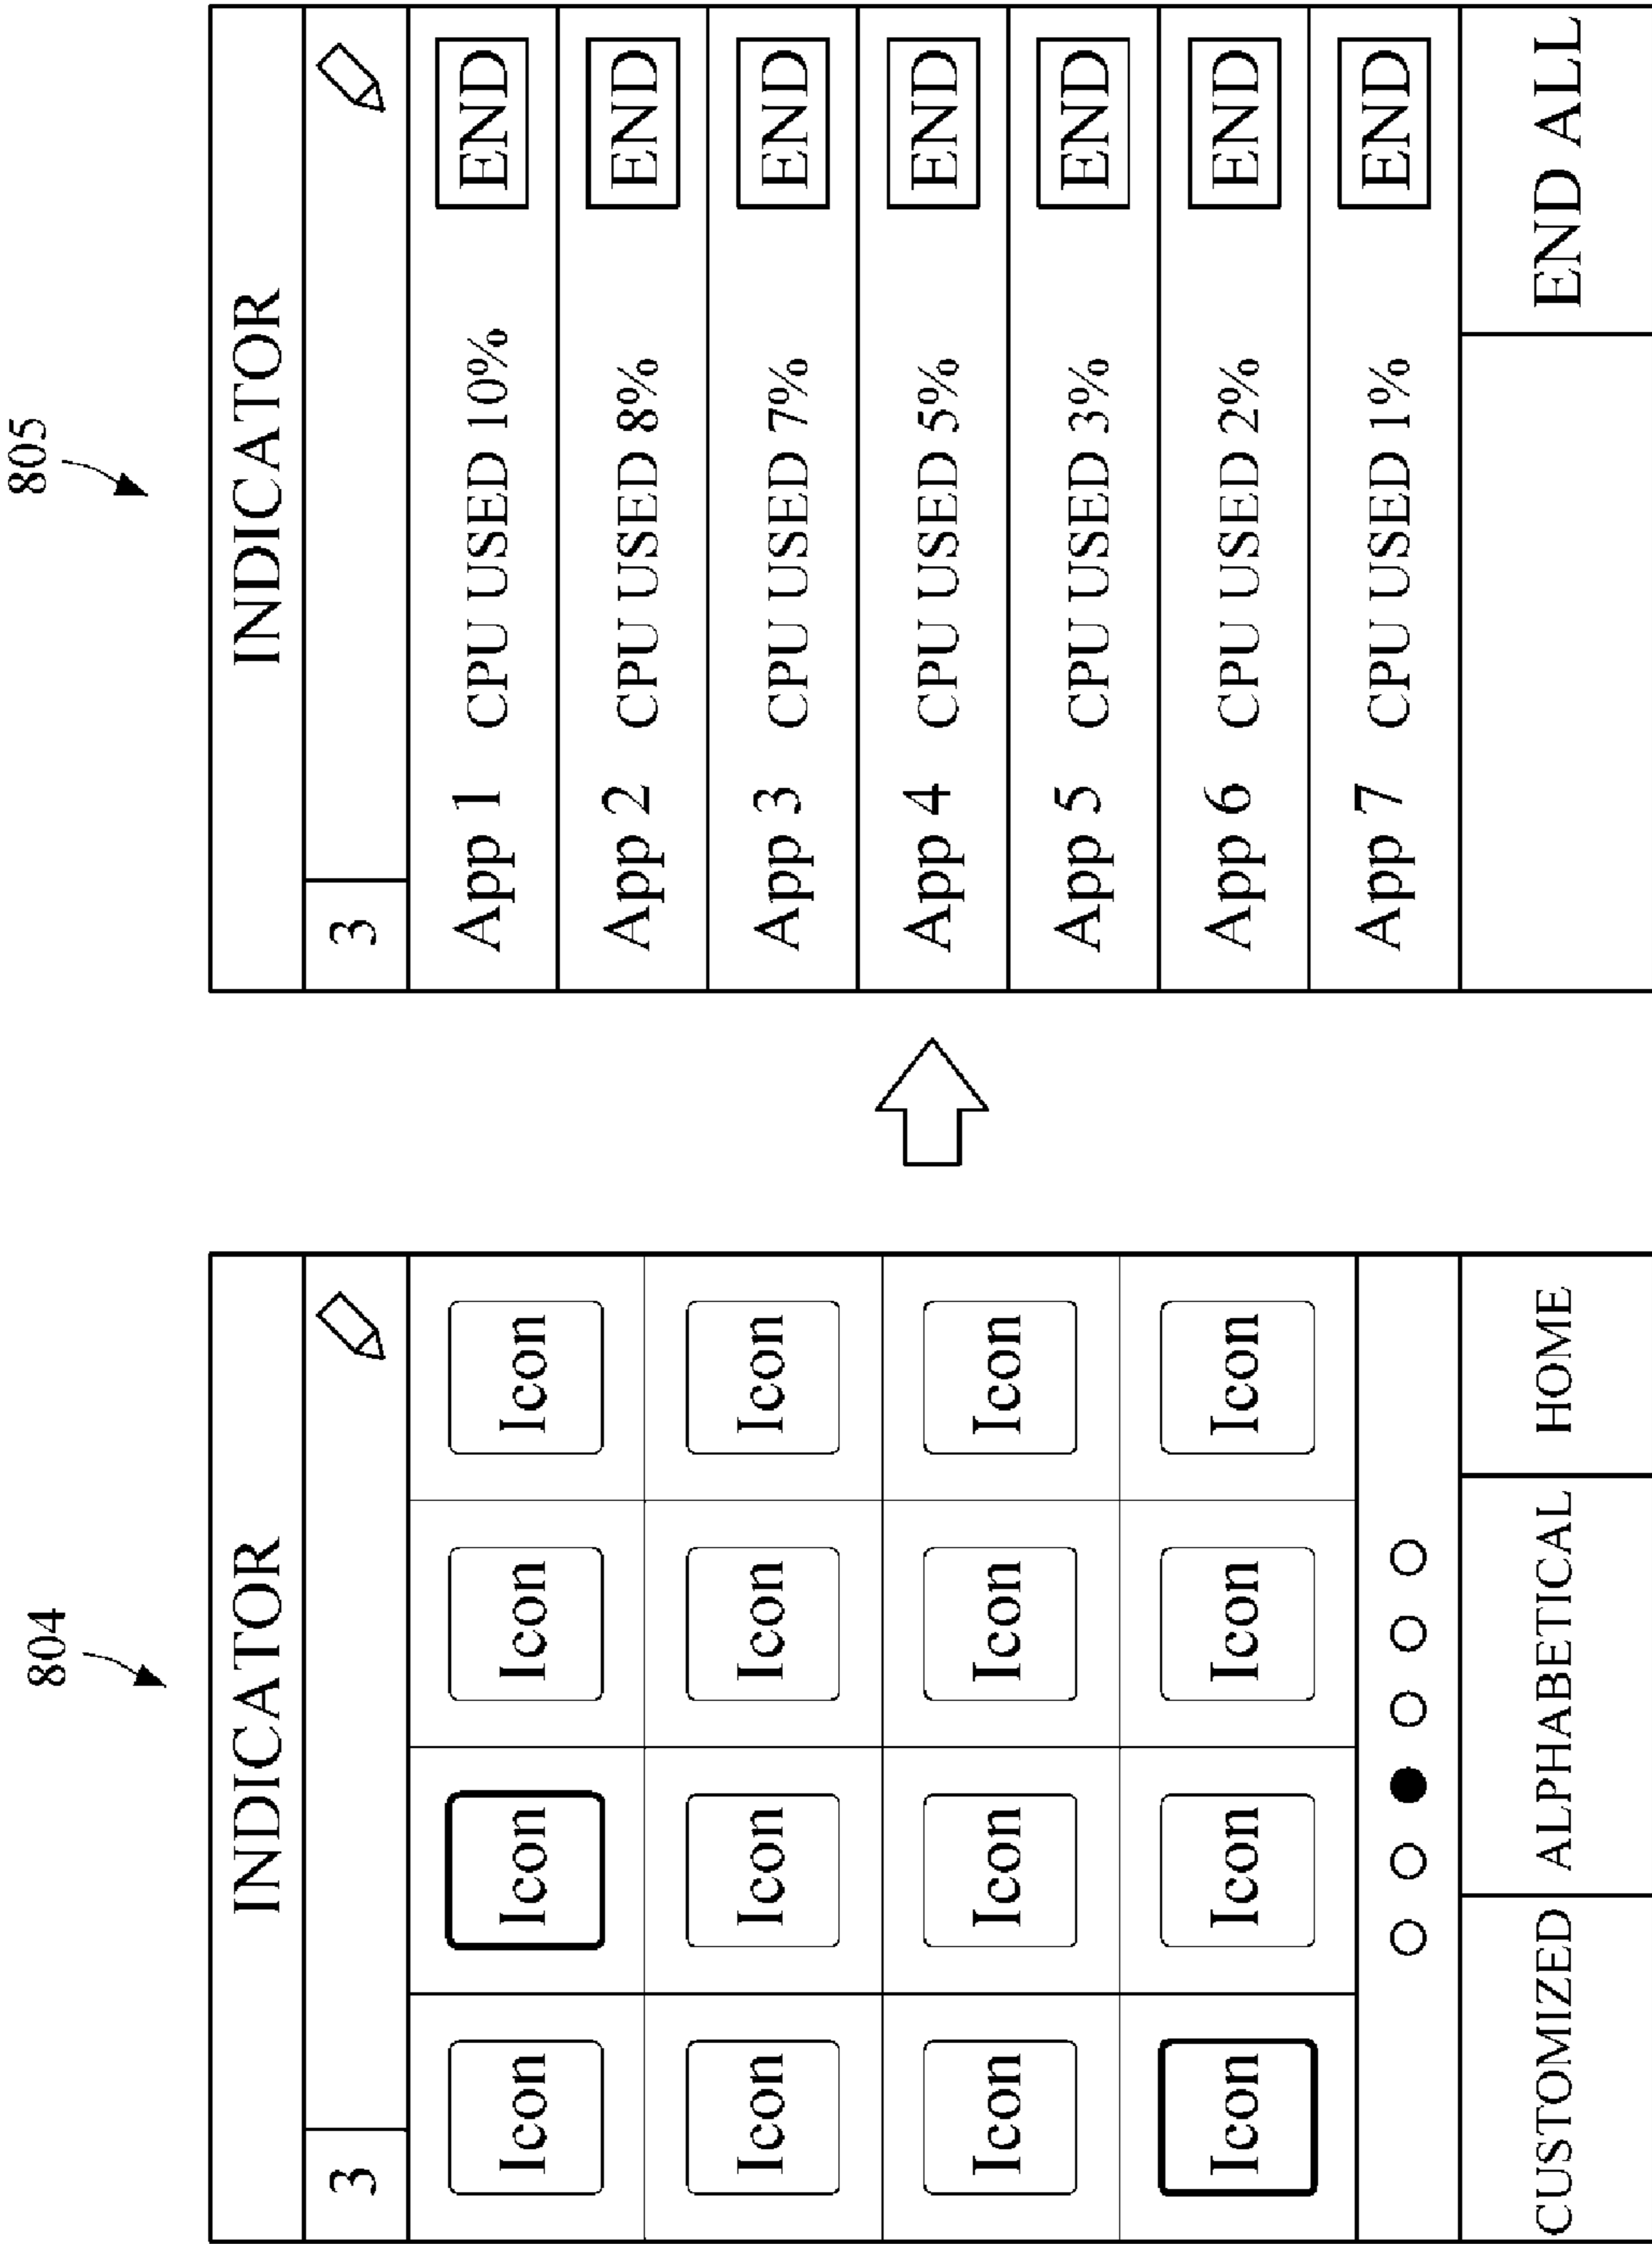 804
INDICATOR
3
Icon Icon Icon Icon
Icon Icon Icon Icon
Icon Icon Icon Icon
Icon Icon Icon Icon
CUSTOMIZED ALPHABETICAL HOME
805
INDICATOR
3
App 1 CPU USED 10% END
App 2 CPU USED 8% END
App 3 CPU USED 7% END
App 4 CPU USED 5% END
App 5 CPU USED 3% END
App 6 CPU USED 2% END
App 7 CPU USED 1% END
END ALL